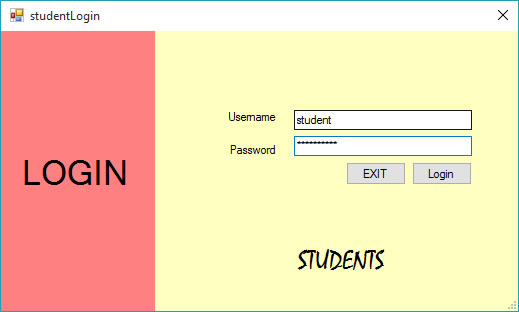 studentLogin
LOGIN
Username
student
Password
**********
EXIT
Login
STUDENTS